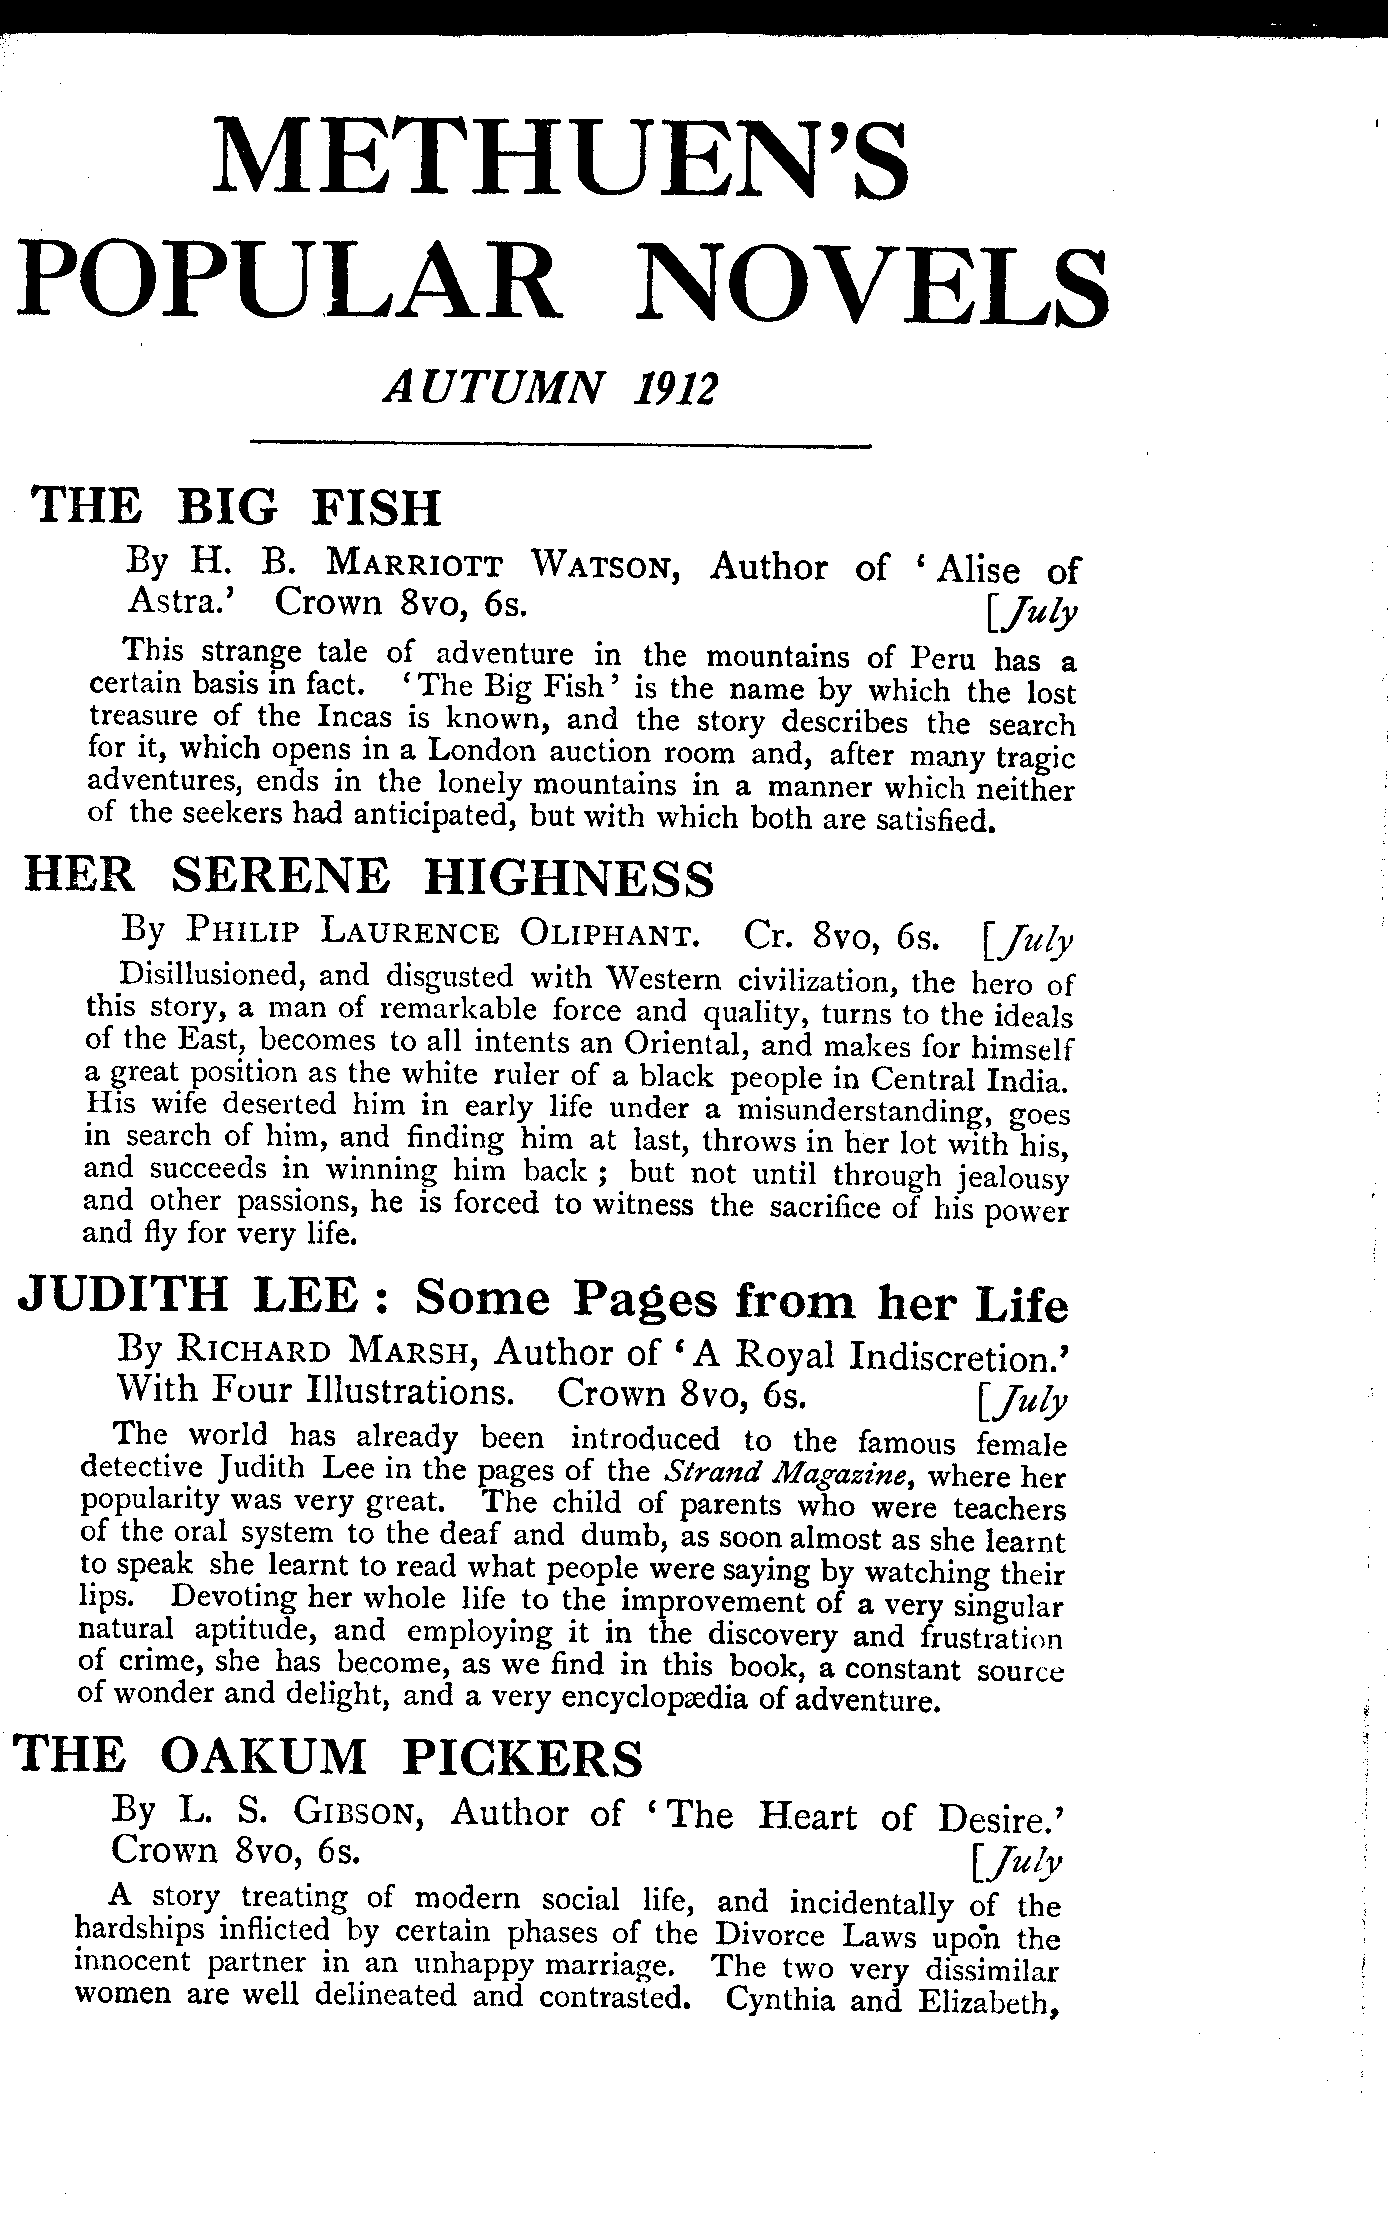 METHUEN'S
POPULAR NOVELS
AUTUMN 1912
THE BIG FISH
By H. B. MARRIOTT WATSON, Author of ‘Alise of
Astra.’ Crown 8vo, 6s. [July
This strange tale of adventure in the mountains of Peru has a
certain basis in fact. ‘The Big Fish’ is the name by which the lost
treasure of the Incas is known, and the story describes the search
for it, which opens in a London auction room and, after many tragic
adventures, ends in the lonely mountains in a manner which neither
of the seekers had anticipated, but with which both are satisfied.
HER SERENE HIGHNESS
By PHILIP LAURENCE OLIPHANT. Cr. 8vo, 6s. [July
Disillusioned, and disgusted with Western civilization, the hero of
this story, a man of remarkable force and quality, turns to the ideals
of the East, becomes to all intents an Oriental, and makes for himself
a great position as the white ruler of a black people in Central India.
His wife deserted him in early life under a misunderstanding, goes
in search of him, and finding him at last, throws in her lot with his,
and succeeds in winning him back ; but not until through jealousy
and other passions, he is forced to witness the sacrifice of his power
and fly for very life.
JUDITH LEE : Some Pages from her Life
By RICHARD MARSH, Author of ‘A Royal Indiscretion.’
With Four Illustrations. Crown 8vo, 6s. [July
The world has already been introduced to the famous female
detective Judith Lee in the pages of the Strand Magazine, where her
popularity was very great. The child of parents who were teachers
of the oral system to the deaf and dumb, as soon almost as she learnt
to speak she learnt to read what people were saying by watching their
lips. Devoting her whole life to the improvement of a very singular
natural aptitude, and employing it in the discovery and frustration
of crime, she has become, as we find in this book, a constant source
of wonder and delight, and a very encyclopædia of adventure.
THE OAKUM PICKERS
By L. S. GIBSON, Author of ‘The Heart of Desire.’
Crown 8vo, 6s. [July
A story treating of modern social life, and incidentally of the
hardships inflicted by certain phases of the Divorce Laws upon the
innocent partner in an unhappy marriage. The two very dissimilar
women are well delineated and contrasted. Cynthia and Elizabeth,